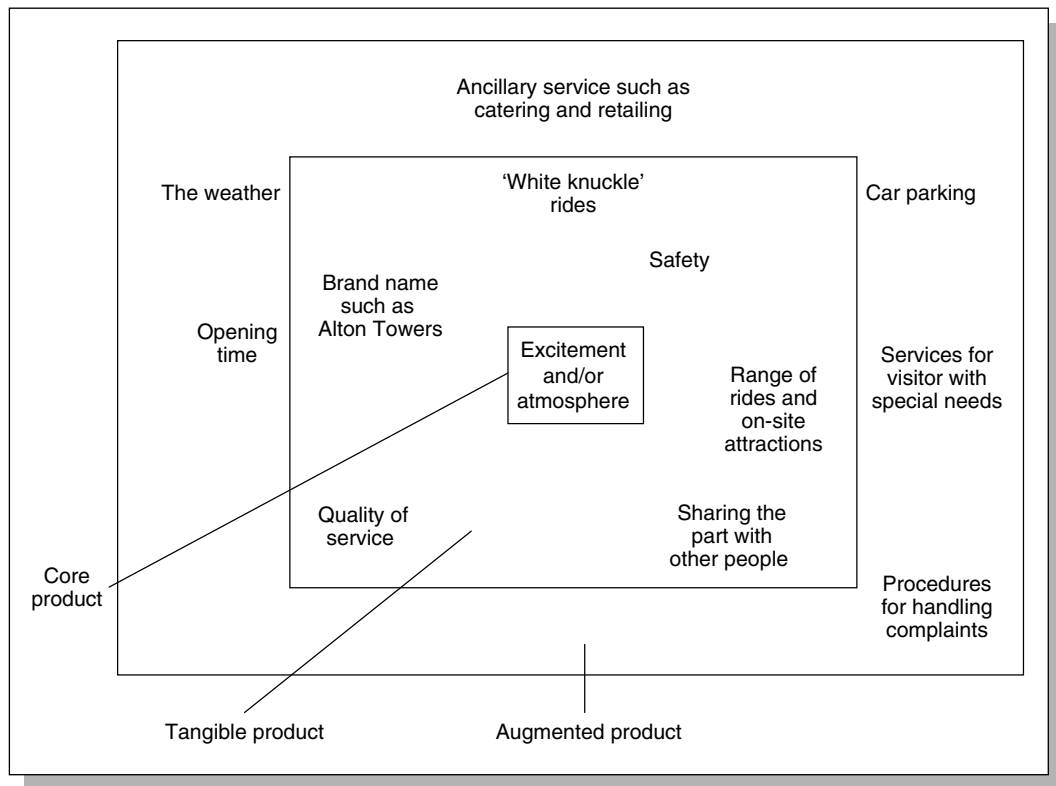 Ancillary service such as
catering and retailing
The weather
‘White knuckle’
rides
Car parking
Safety
Brand name
such as
Alton Towers
Opening
time
Excitement
and/or
atmosphere
Range of
rides and
on-site
attractions
Services for
visitor with
special needs
Quality of
service
Sharing the
part with
other people
Core
product
Procedures
for handling
complaints
Tangible product
Augmented product